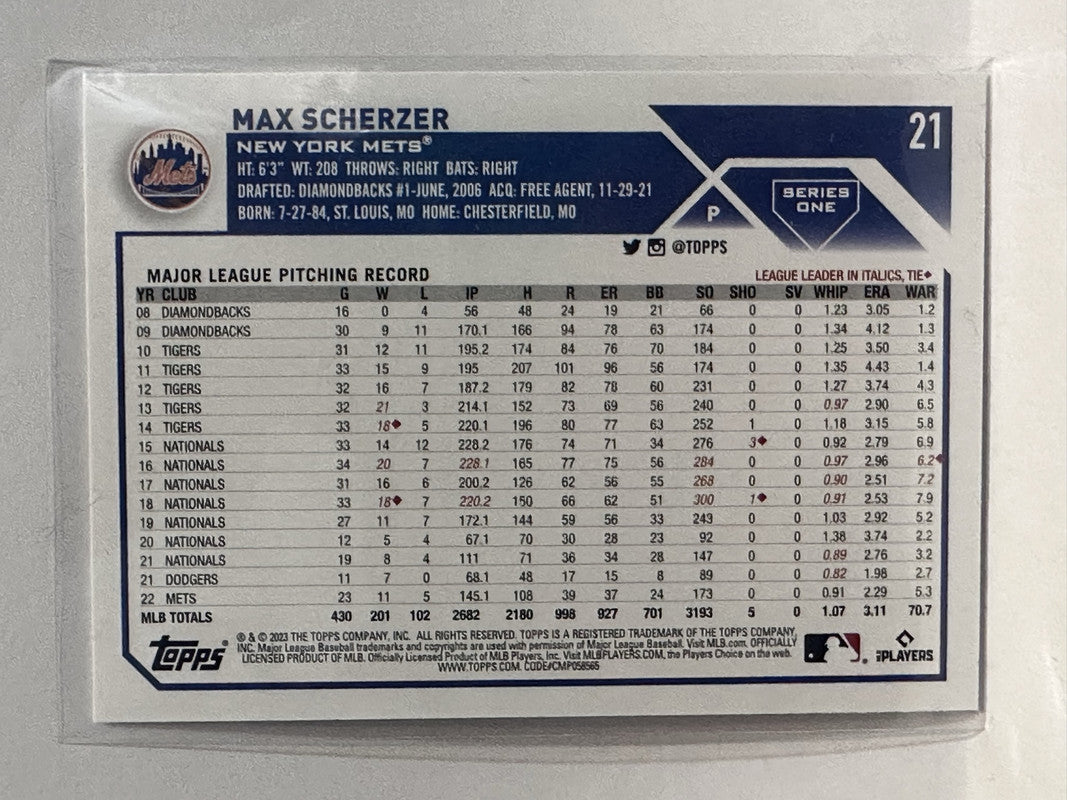 MAX SCHERZER
21
NEW YORK METS®
HT: 6'3" WT: 208 THROWS: RIGHT BATS: RIGHT
DRAFTED: DIAMONDBACKS #1-JUNE, 2006 ACQ: FREE AGENT, 11-29-21
BORN: 7-27-84, ST. LOUIS, MO HOME: CHESTERFIELD, MO
Mets
P
SERIES
ONE
@TOPPS
MAJOR LEAGUE PITCHING RECORD
LEAGUE LEADER IN ITALICS, TIE♦
YR CLUB G W L IP H R ER BB SO SHO SV WHIP ERA WAR
08 DIAMONDBACKS 16 0 4 56 48 24 19 21 66 0 0 1.23 3.05 1.2
09 DIAMONDBACKS 30 9 11 170.1 166 94 78 63 174 0 0 1.34 4.12 1.3
10 TIGERS 31 12 11 195.2 174 84 76 70 184 0 0 1.25 3.50 3.4
11 TIGERS 33 15 9 195 207 101 96 56 174 0 0 1.35 4.43 1.4
12 TIGERS 32 16 7 187.2 179 82 78 60 231 0 0 1.27 3.74 4.3
13 TIGERS 32 21 3 214.1 152 73 69 56 240 0 0 0.97 2.90 6.5
14 TIGERS 33 18♦ 5 220.1 196 80 77 63 252 1 0 1.18 3.15 5.8
15 NATIONALS 33 14 12 228.2 176 74 71 34 276 3♦ 0 0.92 2.79 6.9
16 NATIONALS 34 20 7 228.1 165 77 75 56 284 0 0 0.97 2.96 6.2♦
17 NATIONALS 31 16 6 200.2 126 62 56 55 268 0 0 0.90 2.51 7.2
18 NATIONALS 33 18♦ 7 220.2 150 66 62 51 300 1♦ 0 0.91 2.53 7.9
19 NATIONALS 27 11 7 172.1 144 59 56 33 243 0 0 1.03 2.92 5.2
20 NATIONALS 12 5 4 67.1 70 30 28 23 92 0 0 1.38 3.74 2.2
21 NATIONALS 19 8 4 111 71 36 34 28 147 0 0 0.89 2.76 3.2
21 DODGERS 11 7 0 68.1 48 17 15 8 89 0 0 0.82 1.98 2.7
22 METS 23 11 5 145.1 108 39 37 24 173 0 0 0.91 2.29 5.3
MLB TOTALS 430 201 102 2682 2180 998 927 701 3193 5 0 1.07 3.11 70.7
Topps®
® & © 2023 THE TOPPS COMPANY, INC. ALL RIGHTS RESERVED. TOPPS IS A REGISTERED TRADEMARK OF THE TOPPS COMPANY,
INC. Major League Baseball trademarks and copyrights are used with permission of Major League Baseball. Visit MLB.com. OFFICIALLY
LICENSED PRODUCT OF MLB. Officially Licensed Product of MLB Players, Inc. Visit MLBPLAYERS.COM, the Players Choice on the web.
WWW.TOPPS.COM. CODE#CMP058565
MLB PLAYERS